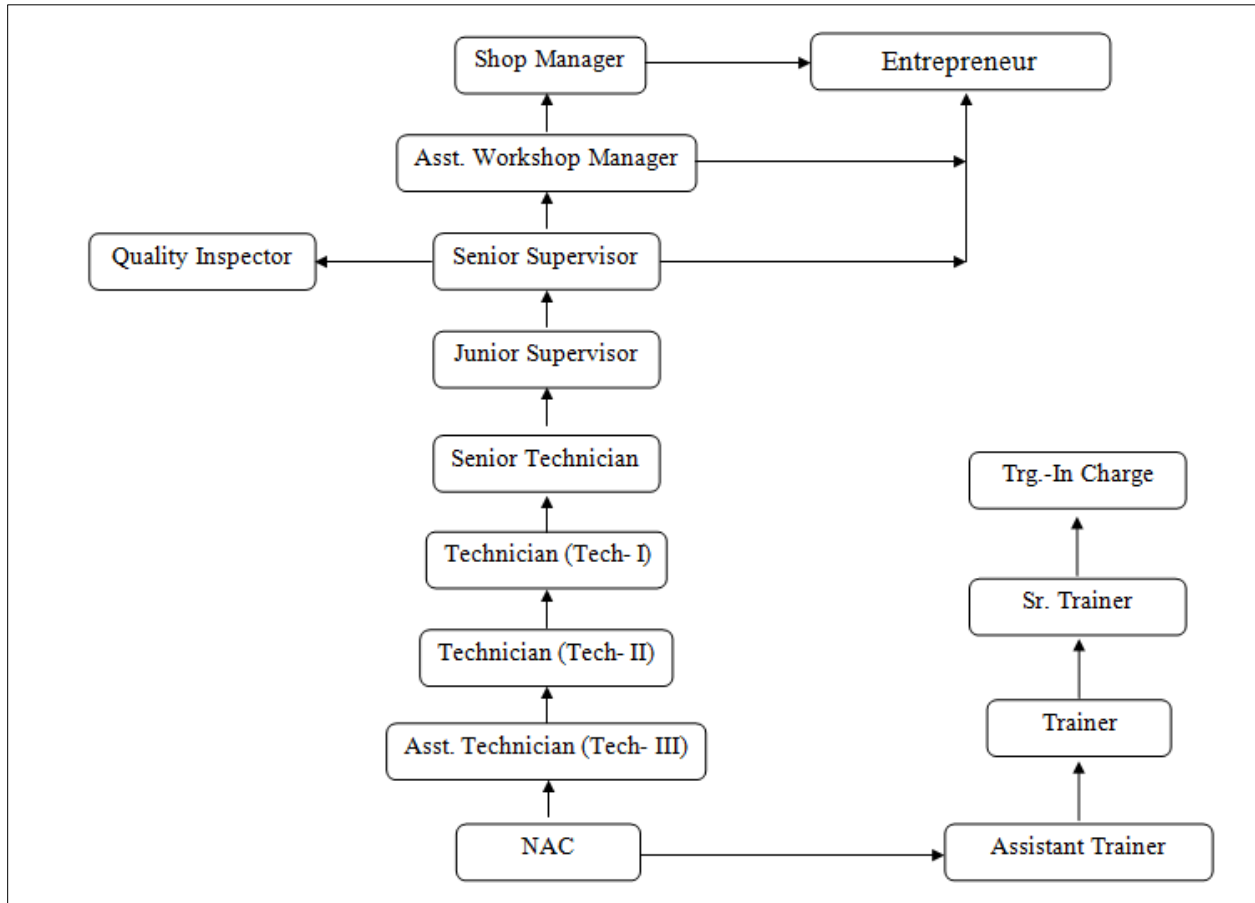 Shop Manager
Entrepreneur
Asst. Workshop Manager
Quality Inspector
Senior Supervisor
Junior Supervisor
Senior Technician
Trg.-In Charge
Technician (Tech- I)
Sr. Trainer
Technician (Tech- II)
Trainer
Asst. Technician (Tech- III)
NAC
Assistant Trainer